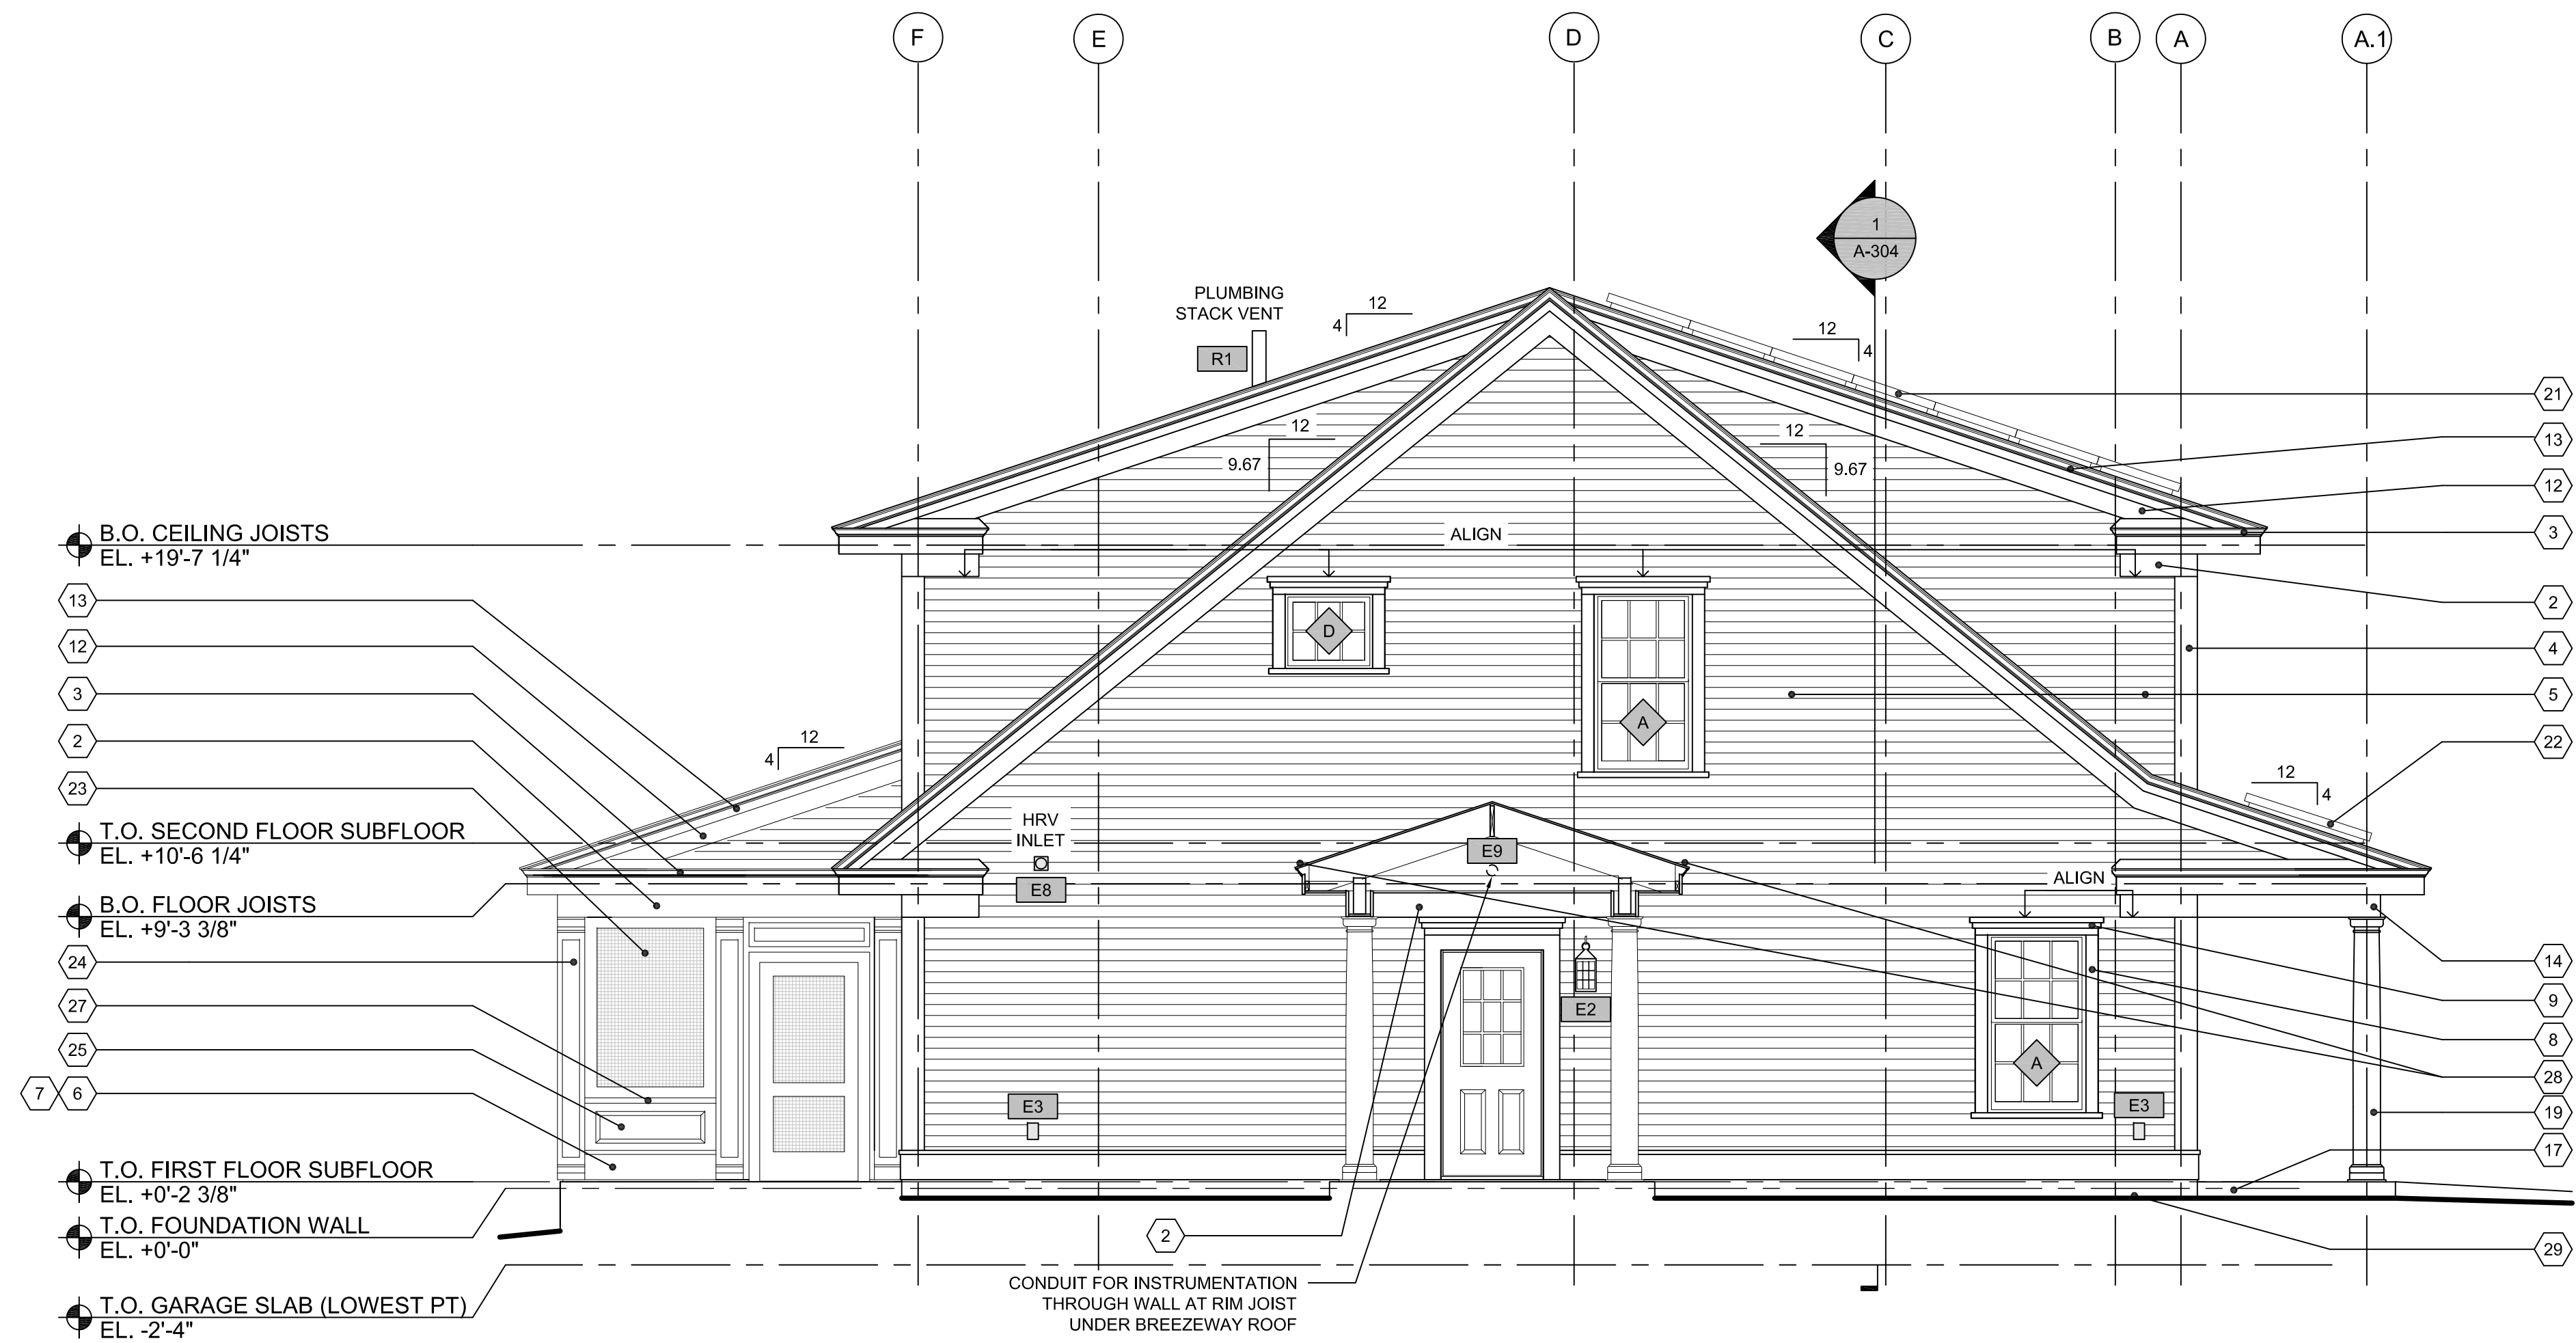 F
E
D
C
B
A
A.1
1
A-304
PLUMBING
STACK VENT
R1
12
4
12
4
12
9.67
12
9.67
ALIGN
B.O. CEILING JOISTS
EL. +19'-7 1/4"
13
12
3
2
23
T.O. SECOND FLOOR SUBFLOOR
EL. +10'-6 1/4"
B.O. FLOOR JOISTS
EL. +9'-3 3/8"
24
27
25
7
6
T.O. FIRST FLOOR SUBFLOOR
EL. +0'-2 3/8"
T.O. FOUNDATION WALL
EL. +0'-0"
T.O. GARAGE SLAB (LOWEST PT)
EL. -2'-4"
12
4
HRV
INLET
E8
D
A
E9
E2
E3
ALIGN
A
E3
12
4
2
CONDUIT FOR INSTRUMENTATION
THROUGH WALL AT RIM JOIST
UNDER BREEZEWAY ROOF
21
13
12
3
2
4
5
22
14
9
8
28
19
17
29